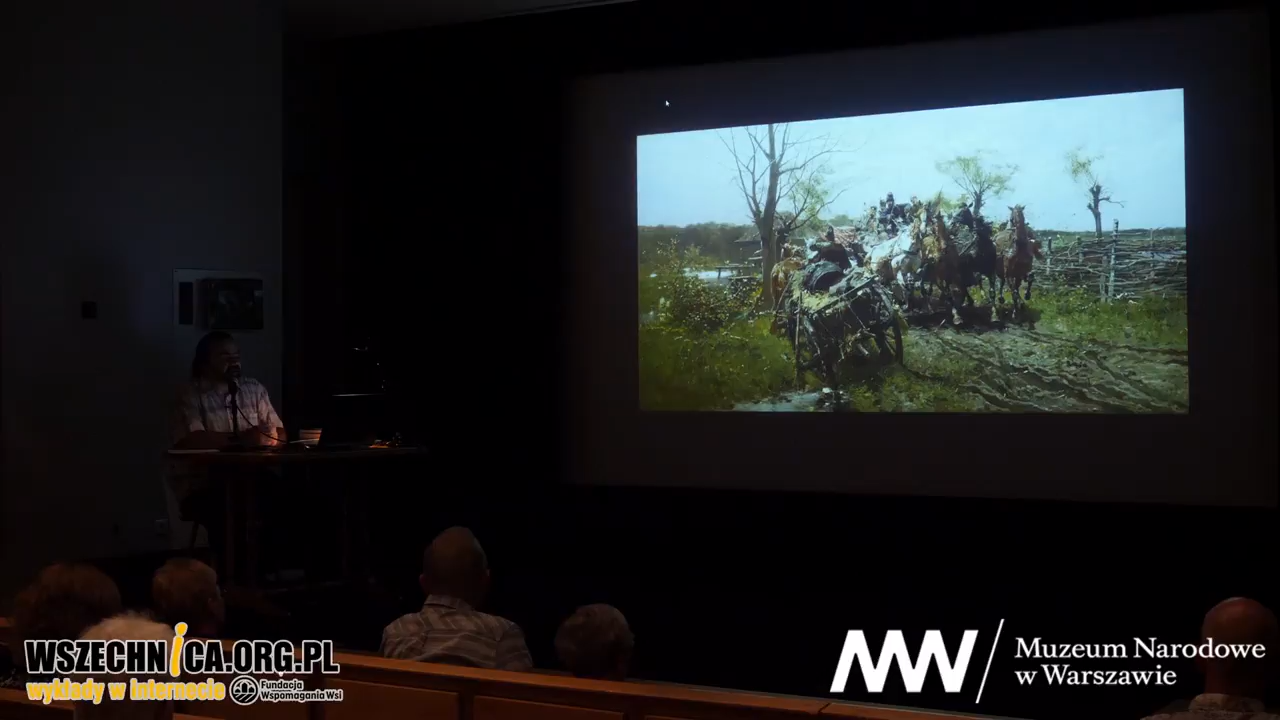 WSZECHNICA.ORG.PL
wykłady w internecie
Fundacja
Wspomagania Wsi
Muzeum Narodowe
w Warszawie